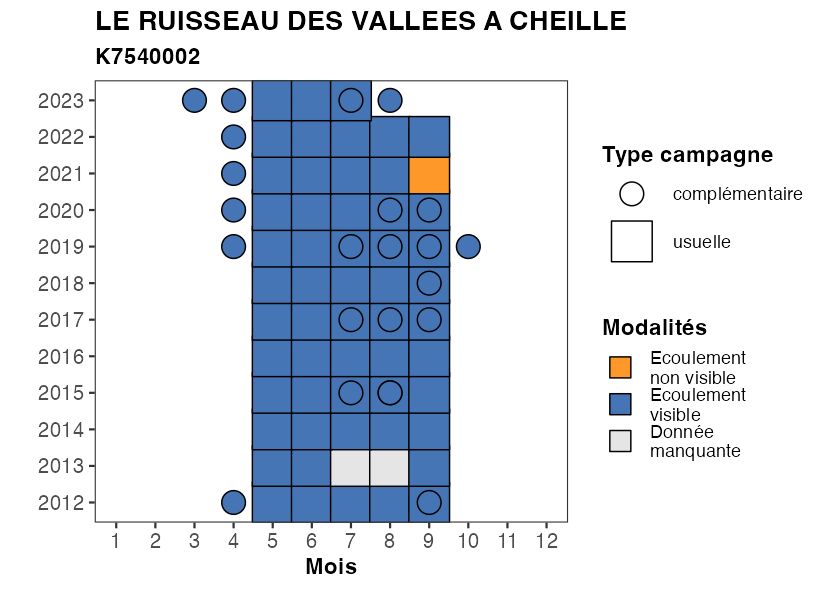 LE RUISSEAU DES VALLEES A CHEILLE
K7540002
2023
2022
2021
2020
2019
2018
2017
2016
2015
2014
2013
2012
1 2 3 4 5 6 7 8 9 10 11 12
Mois
Type campagne
complémentaire
usuelle
Modalités
Ecoulement
non visible
Ecoulement
visible
Donnée
manquante